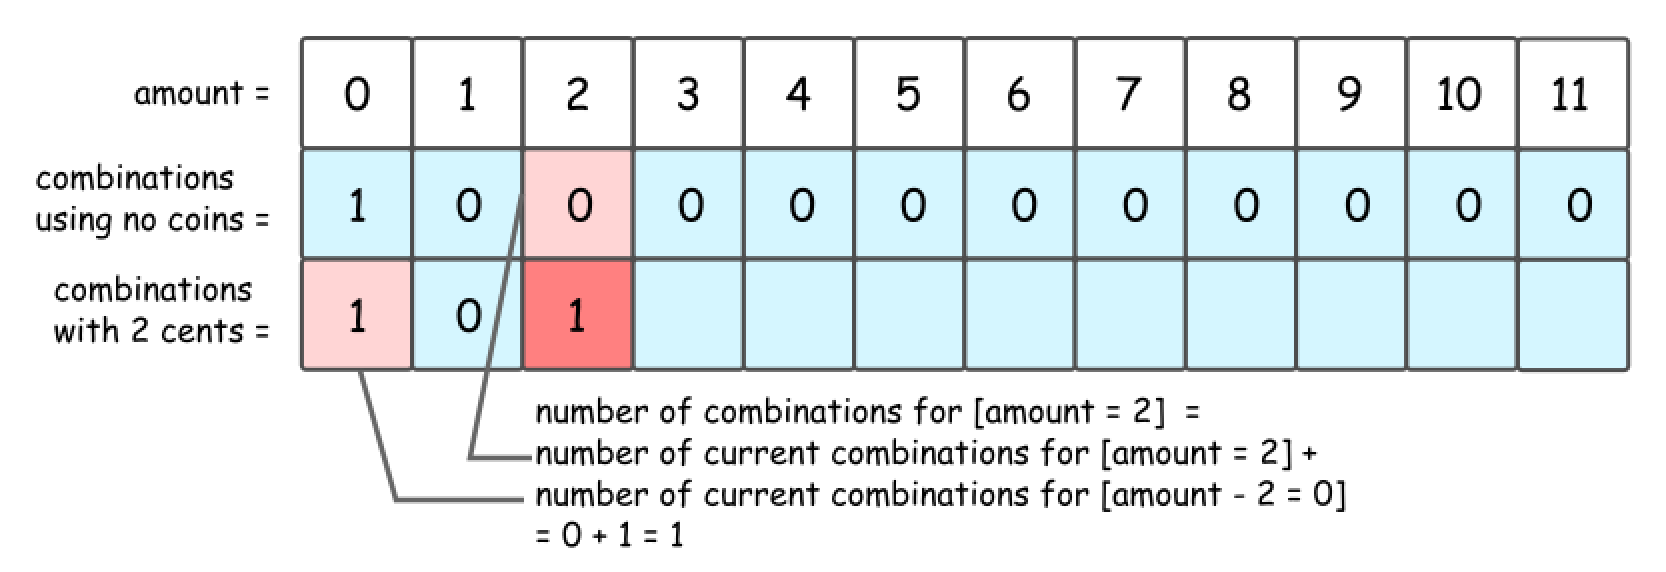 amount = 0 1 2 3 4 5 6 7 8 9 10 11
combinations
using no coins = 1 0 0 0 0 0 0 0 0 0 0 0
combinations
with 2 cents = 1 0 1
number of combinations for [amount = 2] =
number of current combinations for [amount = 2] +
number of current combinations for [amount - 2 = 0]
= 0 + 1 = 1